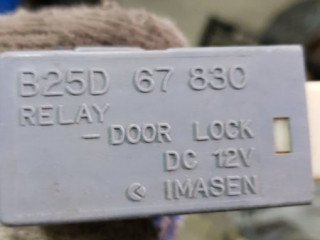 B25D 67 830
RELAY
- DOOR LOCK
DC 12V
IMASEN